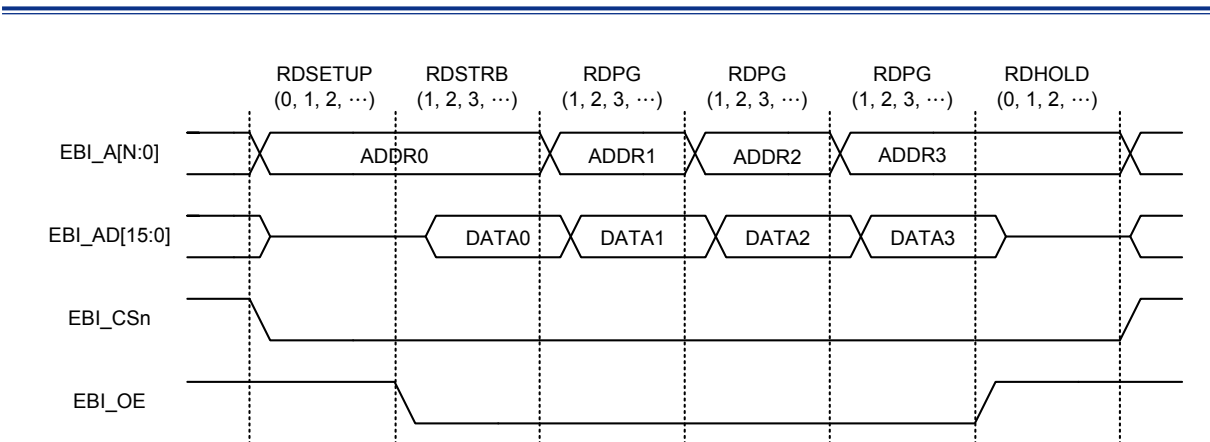 RDSETUP RDSTRB RDPG RDPG RDPG RDHOLD
(0, 1, 2, ⋯) (1, 2, 3, ⋯) (1, 2, 3, ⋯) (1, 2, 3, ⋯) (1, 2, 3, ⋯) (0, 1, 2, ⋯)
EBI_A[N:0] ADDR0 ADDR1 ADDR2 ADDR3
EBI_AD[15:0] DATA0 DATA1 DATA2 DATA3
EBI_CSn
EBI_OE